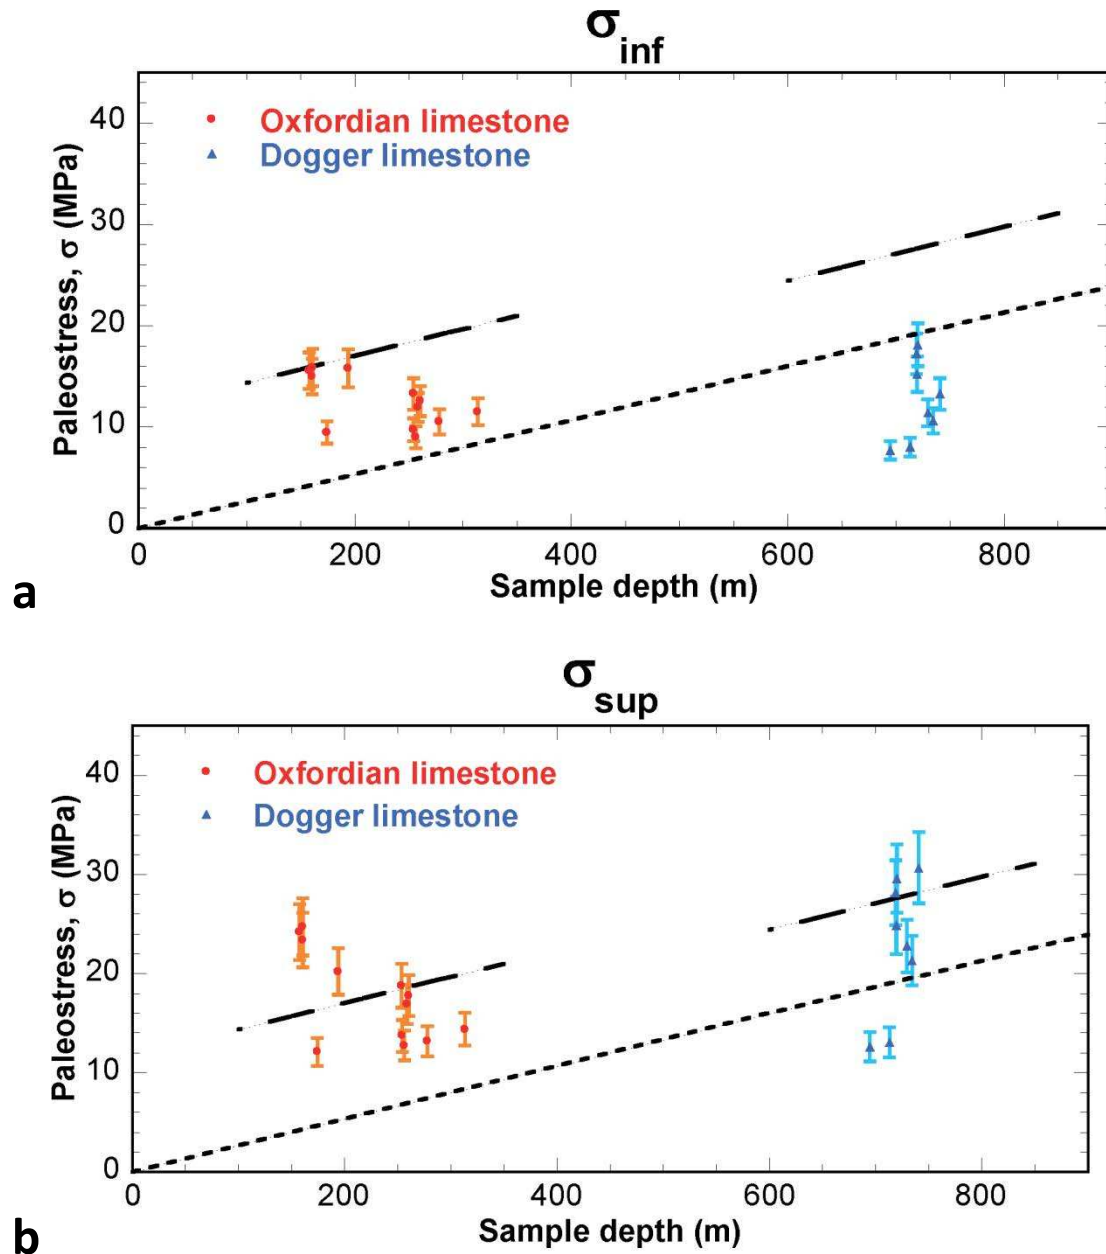 σinf
Paleostress, σ (MPa)
40
30
20
10
0
Oxfordian limestone
Dogger limestone
0 200 400 600 800
Sample depth (m)
a
σsup
Paleostress, σ (MPa)
40
30
20
10
0
Oxfordian limestone
Dogger limestone
0 200 400 600 800
Sample depth (m)
b